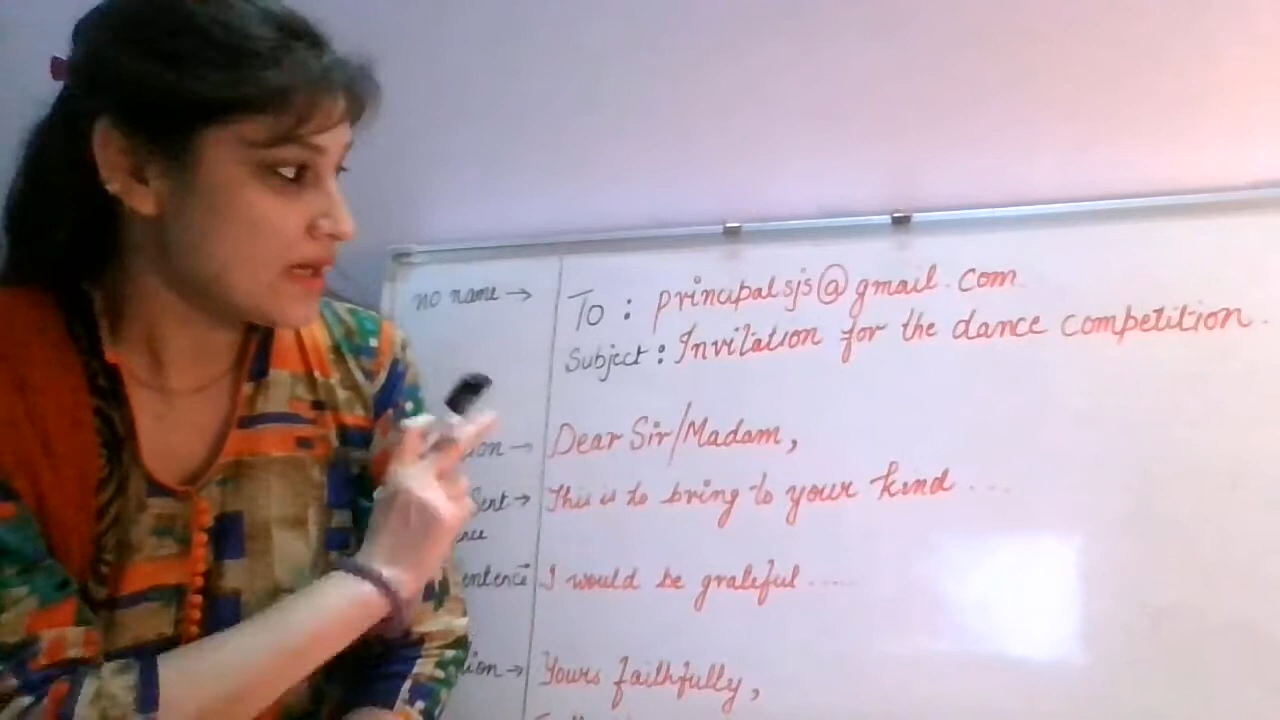 no name → To : principalsjs@gmail.com
Subject : Invitation for the dance competition.
→ Dear Sir/Madam,
Sent → This is to bring to your kind ...
I would be grateful .....
→ Yours faithfully,